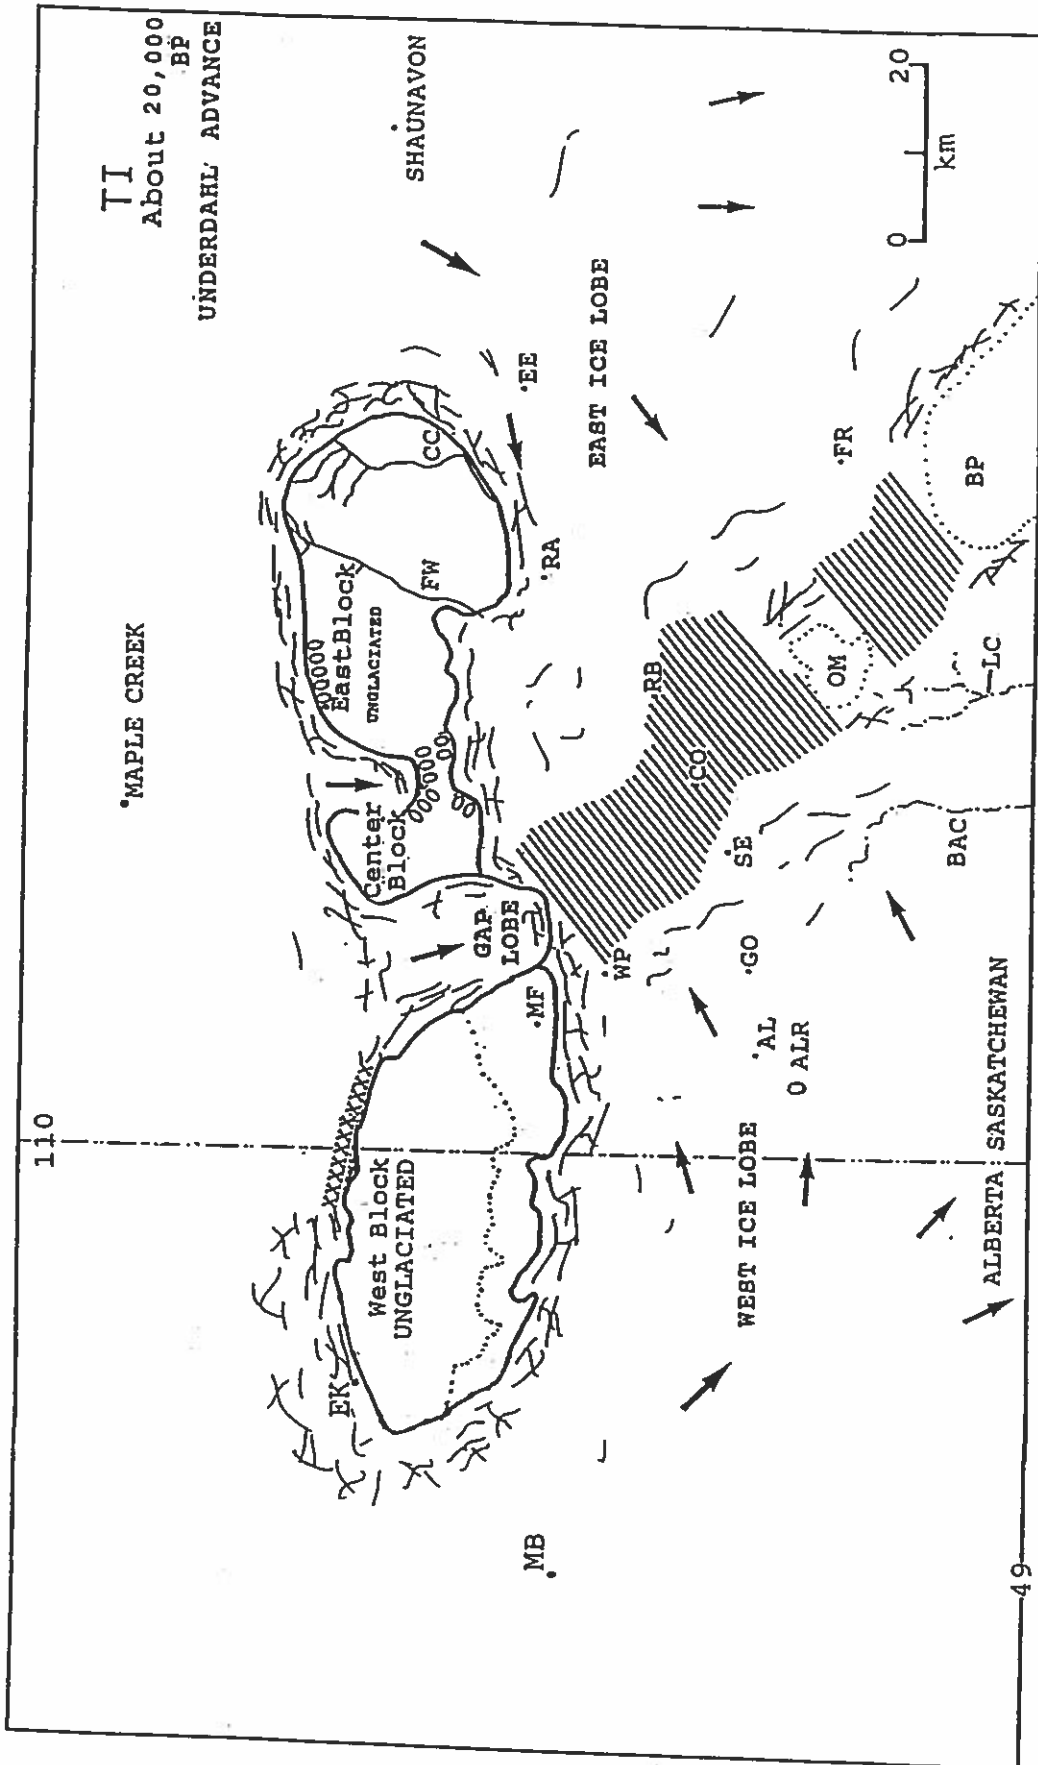 110
TI
About 20,000
BP
UNDERDAHL ADVANCE
MAPLE CREEK
SHAUNAVON
EK
West Block
UNGLACIATED
XXXXXXXXXX
Center
Block
East Block
UNGLACIATED
FW
CC
GAP
LOBE
MF
MB
RA
EE
WP
RB
EAST ICE LOBE
CO
SE
GO
AL
O ALR
WEST ICE LOBE
OM
FR
BP
LC
BAC
ALBERTA
SASKATCHEWAN
0
20
km
49